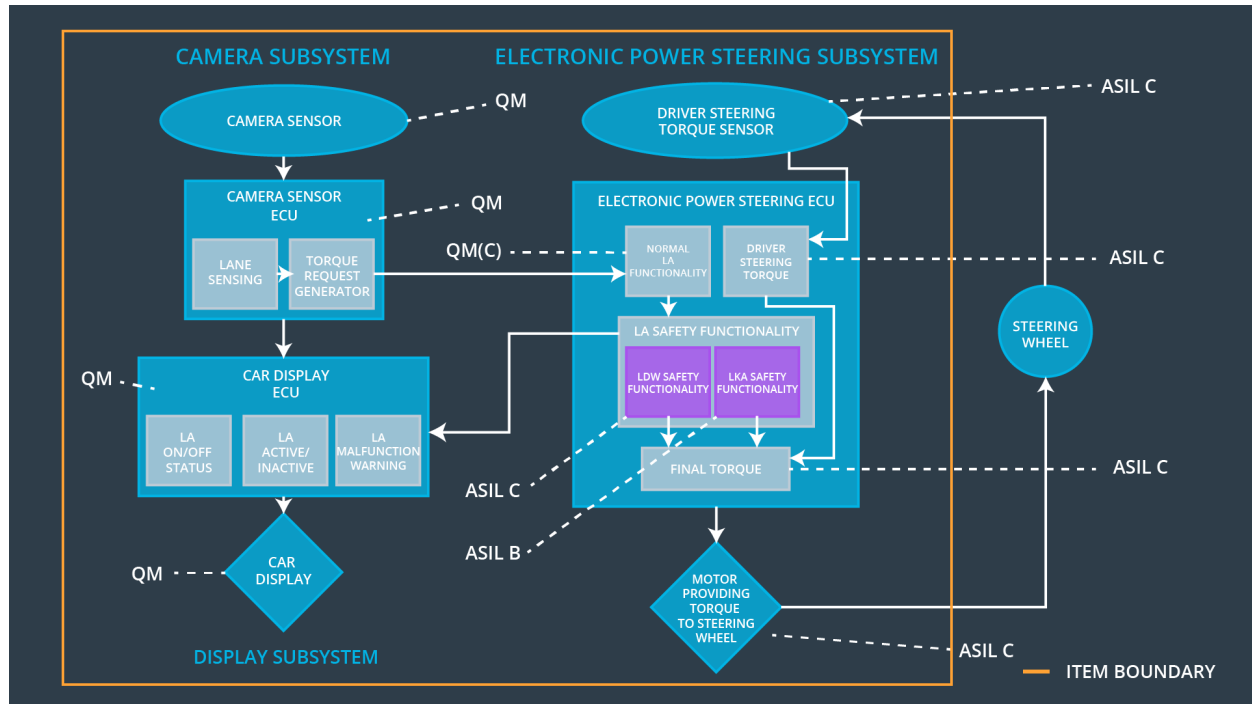 CAMERA SUBSYSTEM
ELECTRONIC POWER STEERING SUBSYSTEM
CAMERA SENSOR
QM
DRIVER STEERING
TORQUE SENSOR
ASIL C
CAMERA SENSOR
ECU
QM
LANE
SENSING
TORQUE
REQUEST
GENERATOR
ELECTRONIC POWER STEERING ECU
QM(C)
NORMAL
LA
FUNCTIONALITY
DRIVER
STEERING
TORQUE
ASIL C
LA SAFETY FUNCTIONALITY
LDW SAFETY
FUNCTIONALITY
LKA SAFETY
FUNCTIONALITY
STEERING
WHEEL
QM
CAR DISPLAY
ECU
LA
ON/OFF
STATUS
LA
ACTIVE/
INACTIVE
LA
MALFUNCTION
WARNING
FINAL TORQUE
ASIL C
ASIL C
ASIL B
QM
CAR
DISPLAY
MOTOR
PROVIDING
TORQUE
TO STEERING
WHEEL
ASIL C
DISPLAY SUBSYSTEM
ITEM BOUNDARY